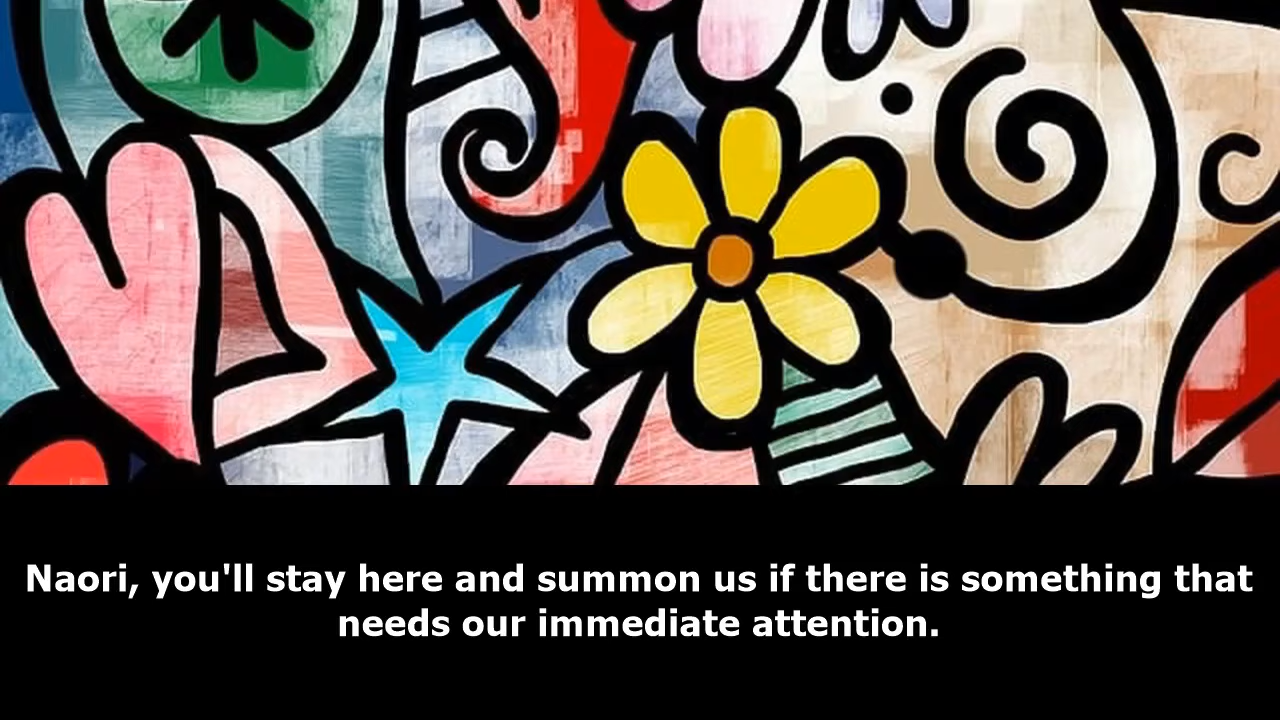 Naori, you'll stay here and summon us if there is something that
needs our immediate attention.